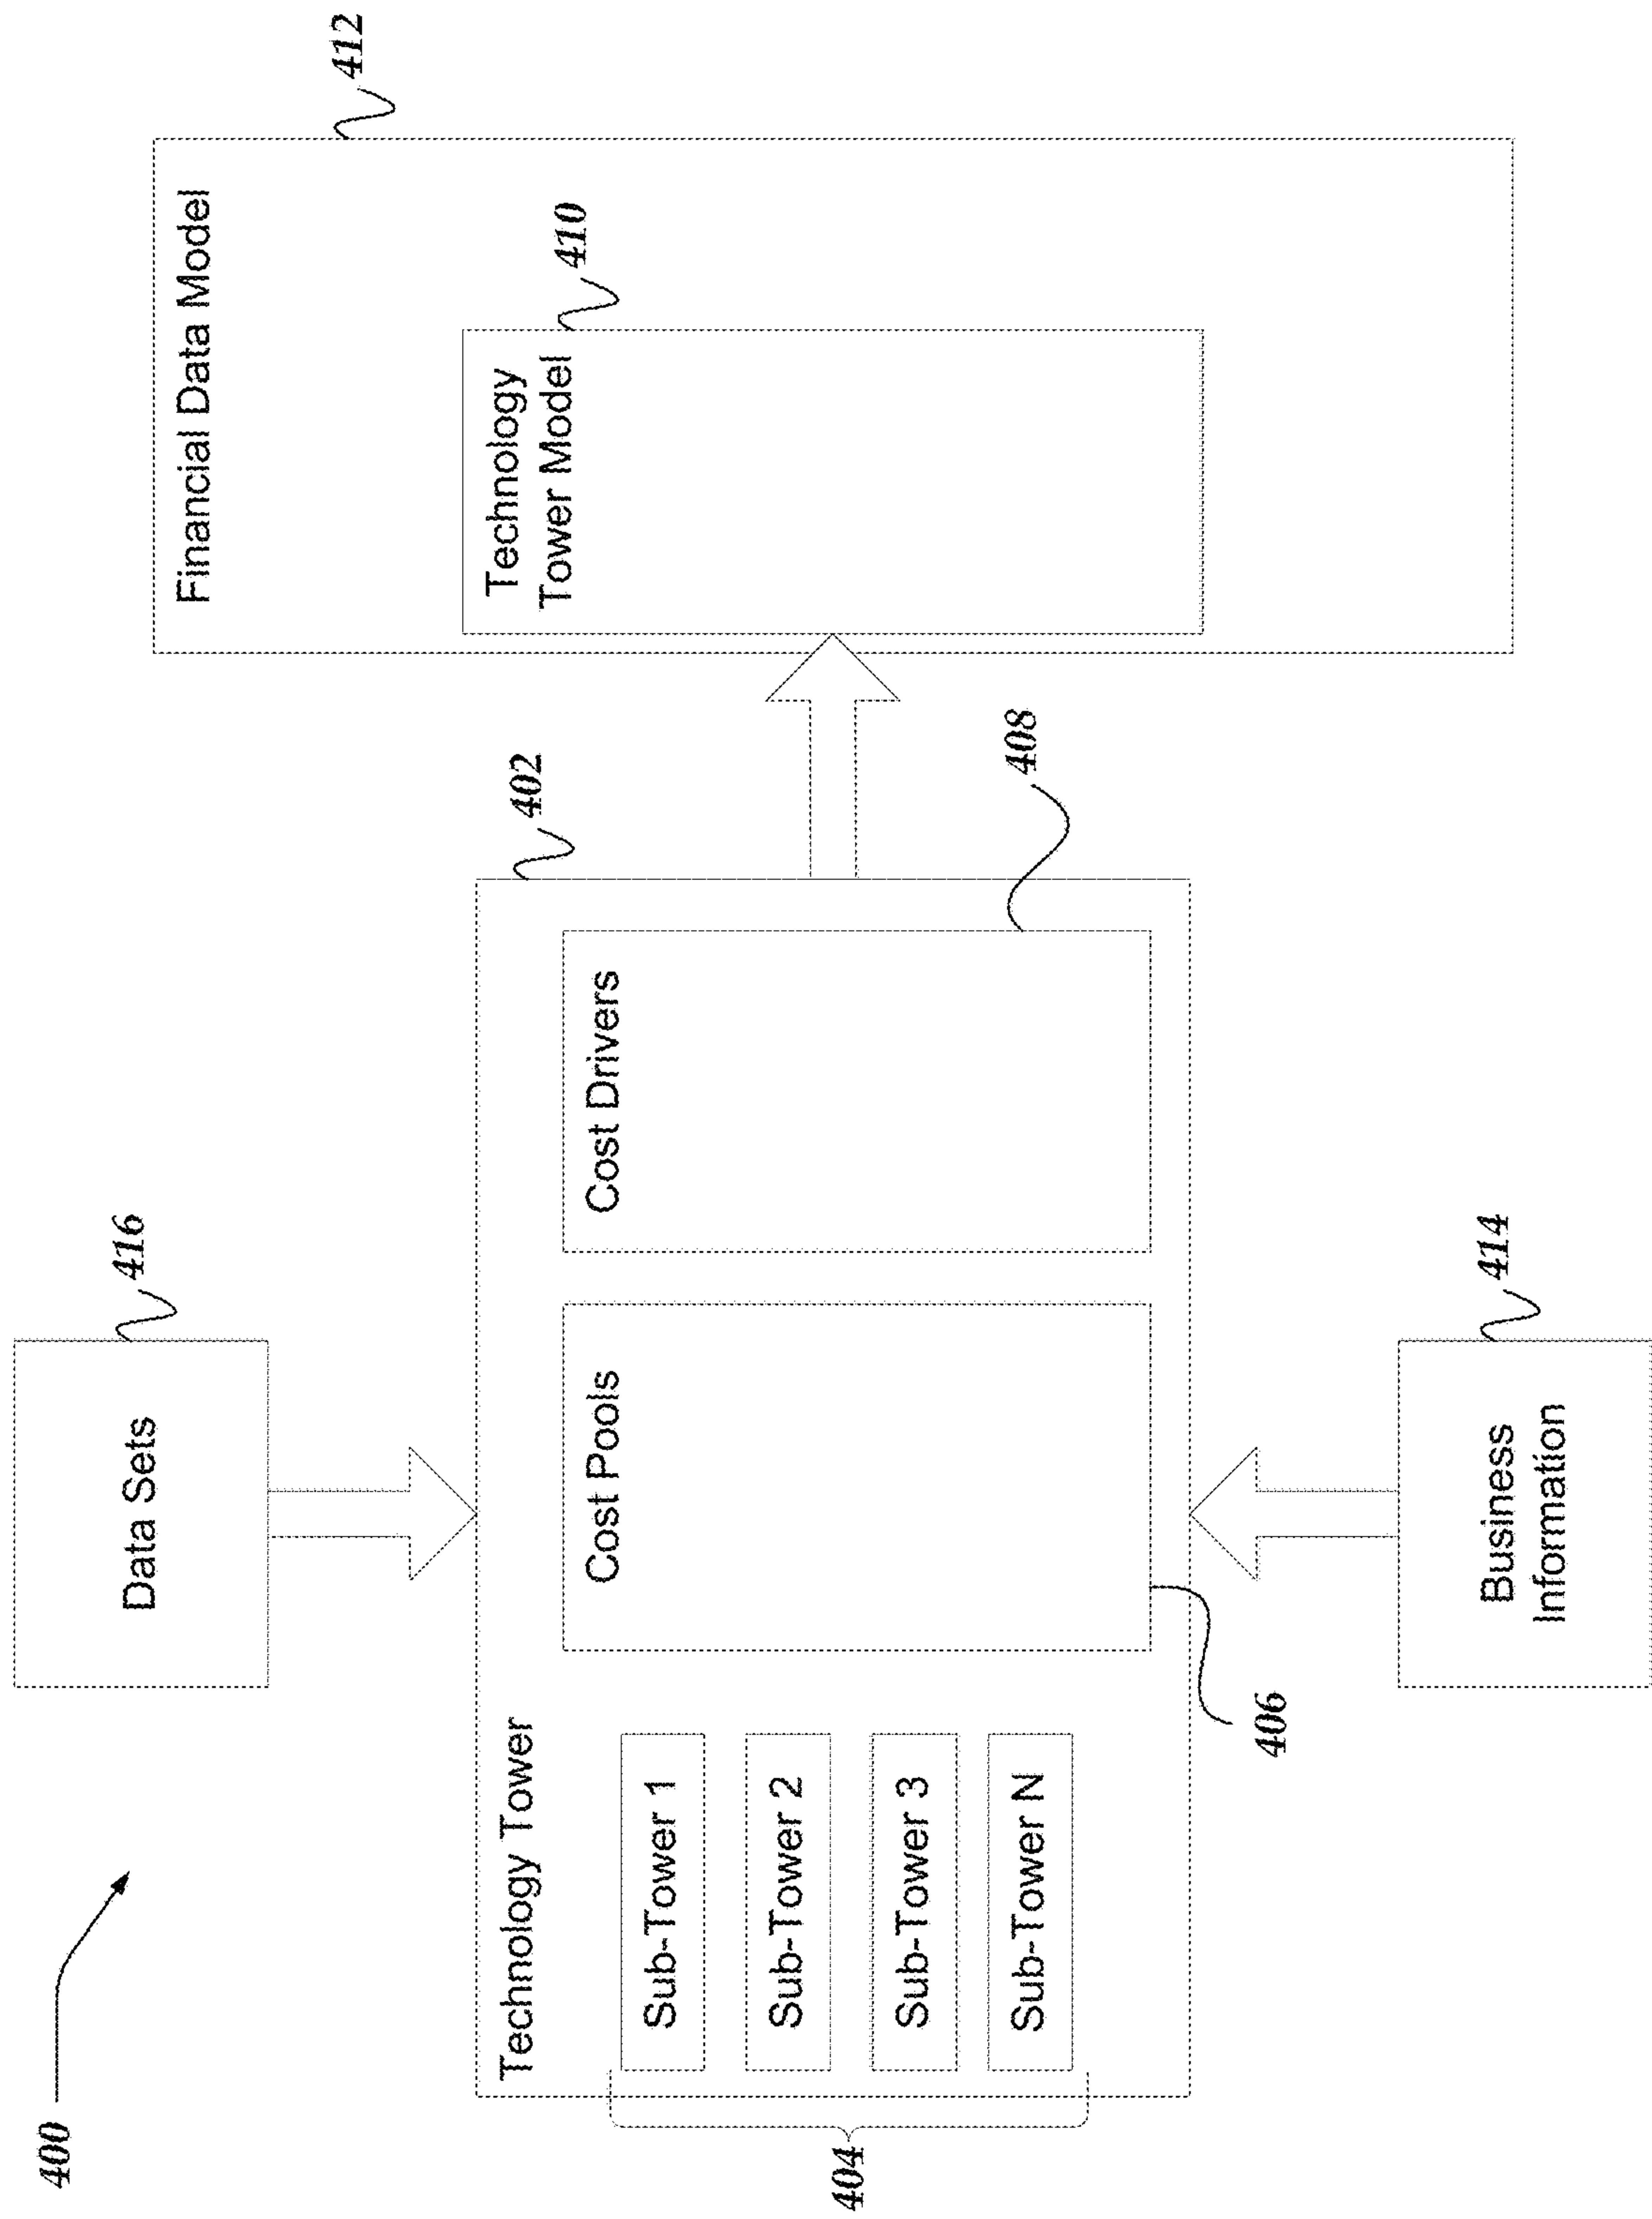 400
Data Sets
416
Financial Data Model
412
Technology Tower
402
Technology
Tower Model
410
Sub-Tower 1
Sub-Tower 2
Sub-Tower 3
Sub-Tower N
404
Cost Pools
406
Cost Drivers
408
Business
Information
414